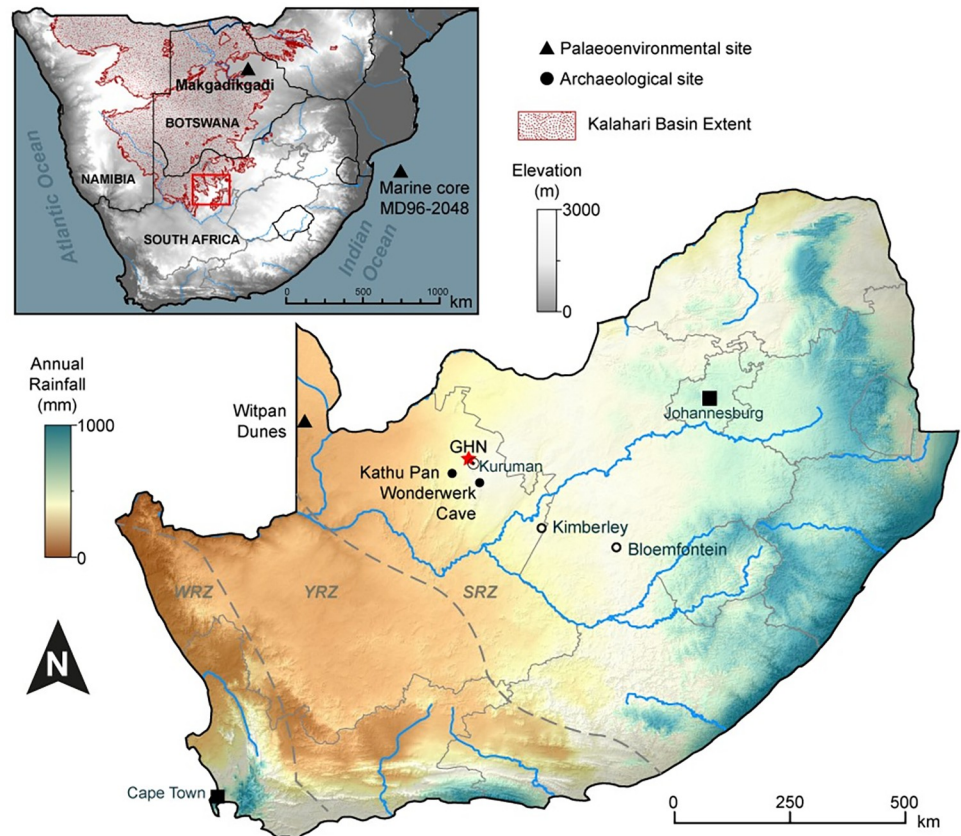 Makgadikgadi
BOTSWANA
NAMIBIA
SOUTH AFRICA
Atlantic Ocean
Indian
Ocean
Marine core
MD96-2048
0
500
1000
km
Palaeoenvironmental site
Archaeological site
Kalahari Basin Extent
Elevation
(m)
3000
0
Annual
Rainfall
(mm)
1000
0
Witpan
Dunes
GHN
Kuruman
Kathu Pan
Wonderwerk
Cave
Johannesburg
Kimberley
Bloemfontein
WRZ
YRZ
SRZ
N
Cape Town
0
250
500
km